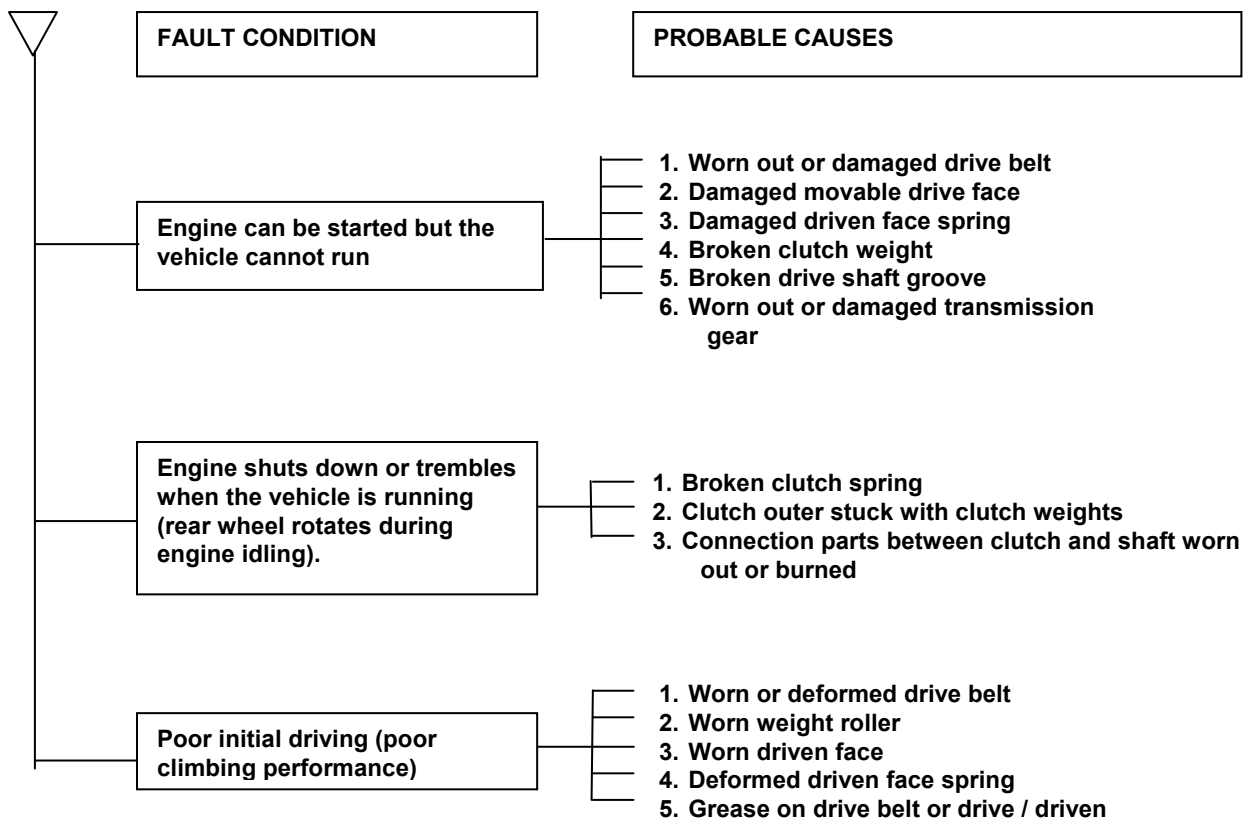 FAULT CONDITION
PROBABLE CAUSES
Engine can be started but the
vehicle cannot run
1. Worn out or damaged drive belt
2. Damaged movable drive face
3. Damaged driven face spring
4. Broken clutch weight
5. Broken drive shaft groove
6. Worn out or damaged transmission
gear
Engine shuts down or trembles
when the vehicle is running
(rear wheel rotates during
engine idling).
1. Broken clutch spring
2. Clutch outer stuck with clutch weights
3. Connection parts between clutch and shaft worn
out or burned
Poor initial driving (poor
climbing performance)
1. Worn or deformed drive belt
2. Worn weight roller
3. Worn driven face
4. Deformed driven face spring
5. Grease on drive belt or drive / driven